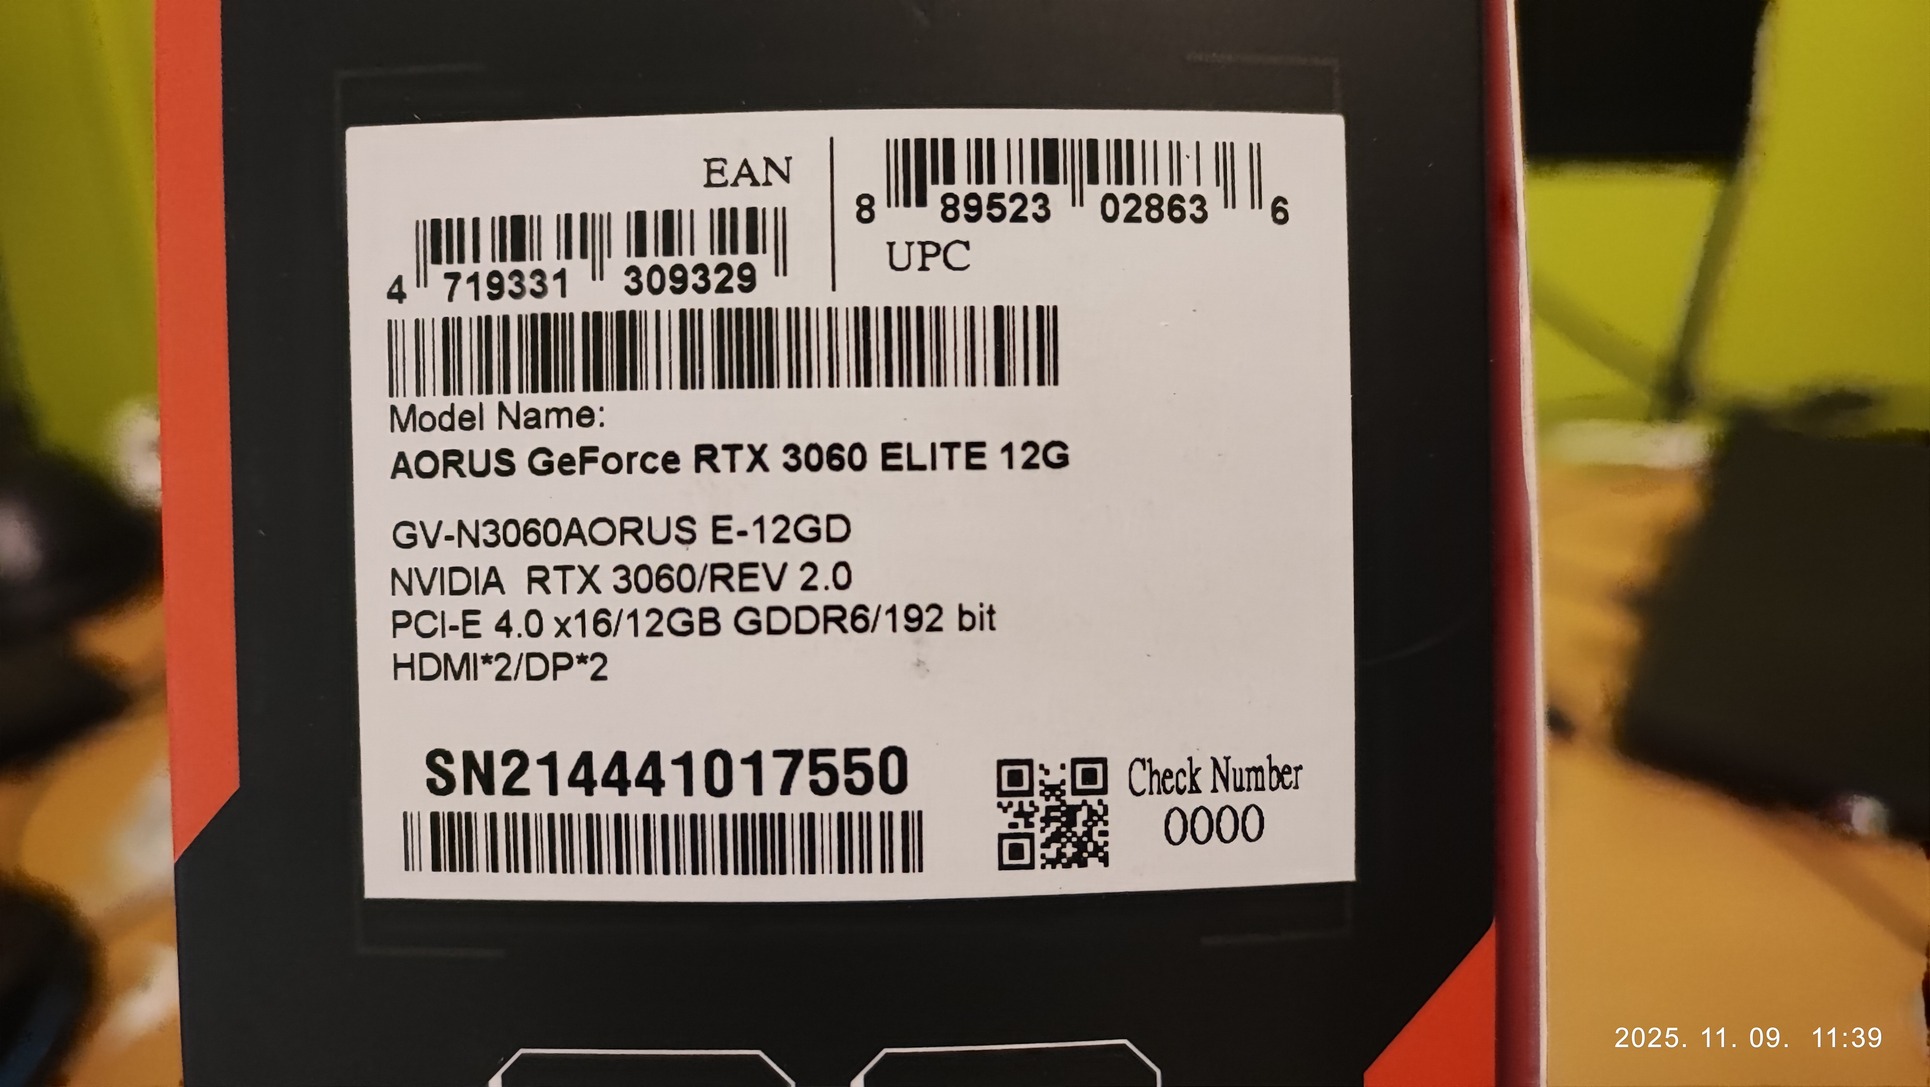 EAN
4 719331 309329
8 89523 02863 6
UPC
Model Name:
AORUS GeForce RTX 3060 ELITE 12G
GV-N3060AORUS E-12GD
NVIDIA RTX 3060/REV 2.0
PCI-E 4.0 x16/12GB GDDR6/192 bit
HDMI*2/DP*2
SN214441017550
Check Number
0000
2025. 11. 09. 11:39